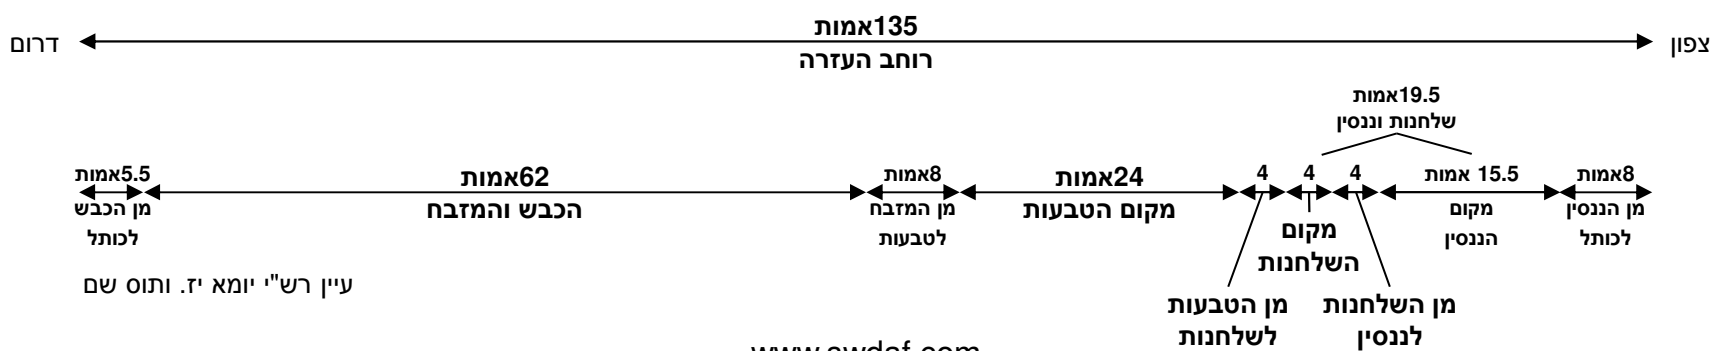 135אמות
צפון
דרום
רוחב העזרה
19.5אמות
שלחנות וננסין
8אמות
15.5 אמות
4
4
4
24אמות
8אמות
62אמות
5.5אמות
מן הננסין
לכותל
מקום
הננסין
מקום
השלחנות
מקום הטבעות
מן המזבח
לטבעות
הכבש והמזבח
מן הכבש
לכותל
מן השלחנות
לננסין
מן הטבעות
לשלחנות
עיין רש"י יומא יז. ותוס שם